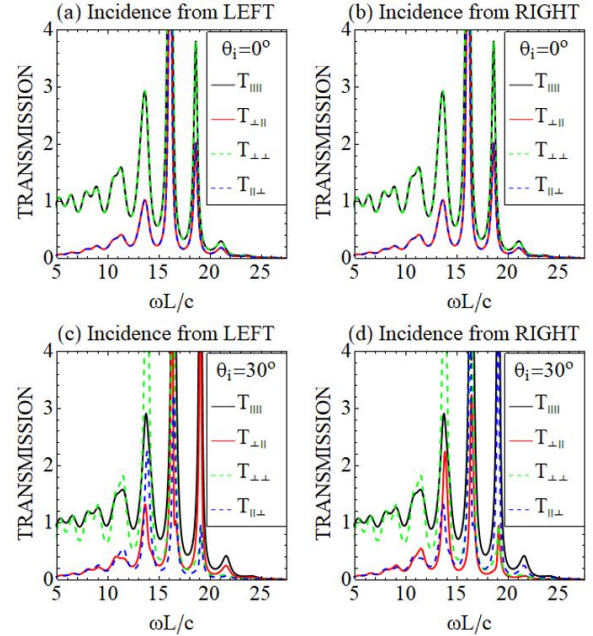 (a) Incidence from LEFT
TRANSMISSION
4
3
2
1
0
5 10 15 20 25
ωL/c
θᵢ=0°
T||||
T⊥||
T⊥⊥
T||⊥
(b) Incidence from RIGHT
TRANSMISSION
4
3
2
1
0
5 10 15 20 25
ωL/c
θᵢ=0°
T||||
T⊥||
T⊥⊥
T||⊥
(c) Incidence from LEFT
TRANSMISSION
4
3
2
1
0
5 10 15 20 25
ωL/c
θᵢ=30°
T||||
T⊥||
T⊥⊥
T||⊥
(d) Incidence from RIGHT
TRANSMISSION
4
3
2
1
0
5 10 15 20 25
ωL/c
θᵢ=30°
T||||
T⊥||
T⊥⊥
T||⊥